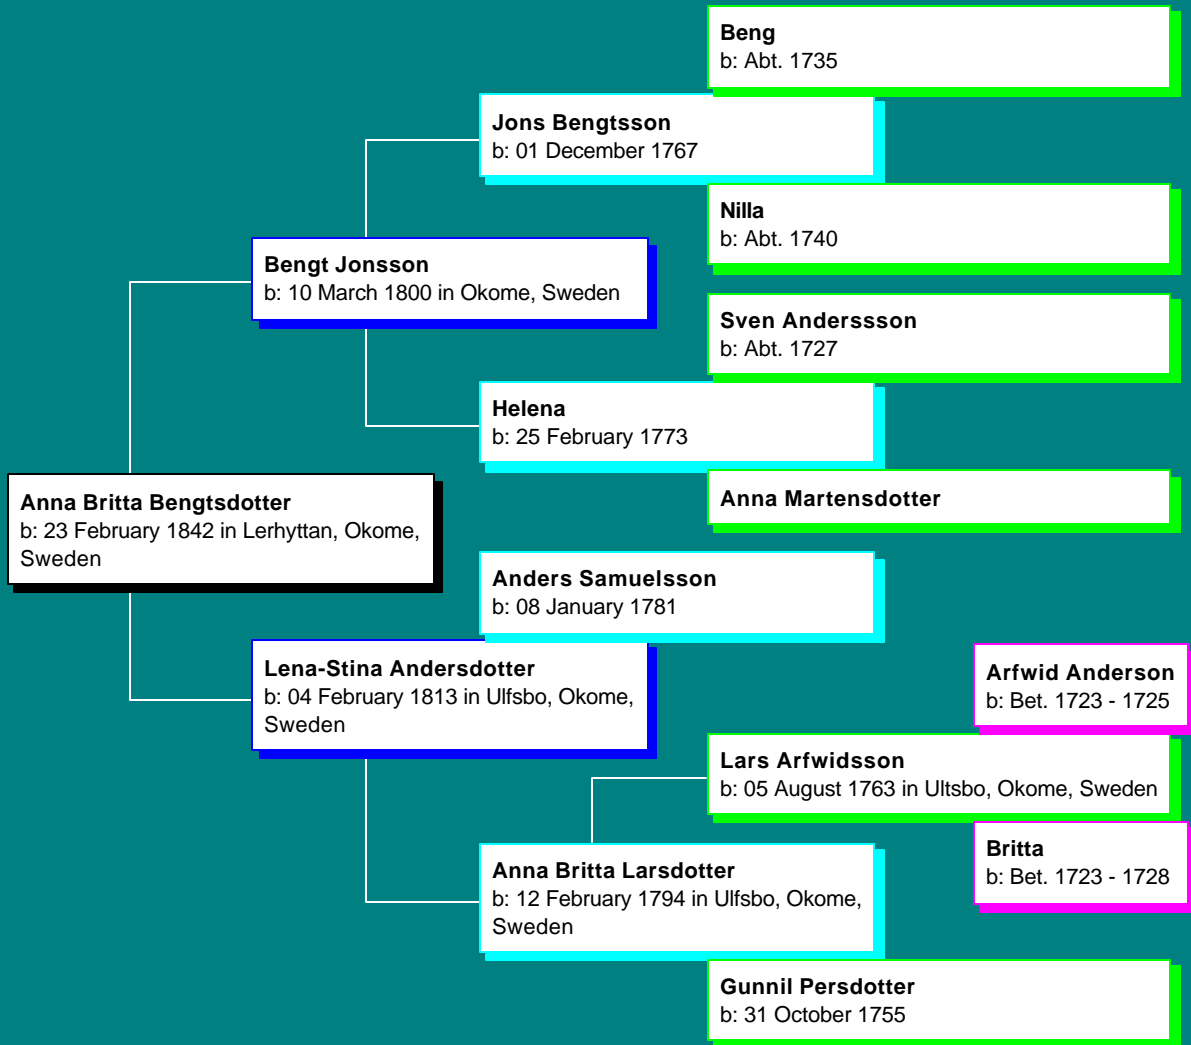 Beng
b: Abt. 1735
Jons Bengtsson
b: 01 December 1767
Nilla
b: Abt. 1740
Bengt Jonsson
b: 10 March 1800 in Okome, Sweden
Sven Anderssson
b: Abt. 1727
Helena
b: 25 February 1773
Anna Martensdotter
Anna Britta Bengtsdotter
b: 23 February 1842 in Lerhyttan, Okome,
Sweden
Anders Samuelsson
b: 08 January 1781
Lena-Stina Andersdotter
b: 04 February 1813 in Ulfsbo, Okome,
Sweden
Arfwid Anderson
b: Bet. 1723 - 1725
Lars Arfwidsson
b: 05 August 1763 in Ultsbo, Okome, Sweden
Britta
b: Bet. 1723 - 1728
Anna Britta Larsdotter
b: 12 February 1794 in Ulfsbo, Okome,
Sweden
Gunnil Persdotter
b: 31 October 1755